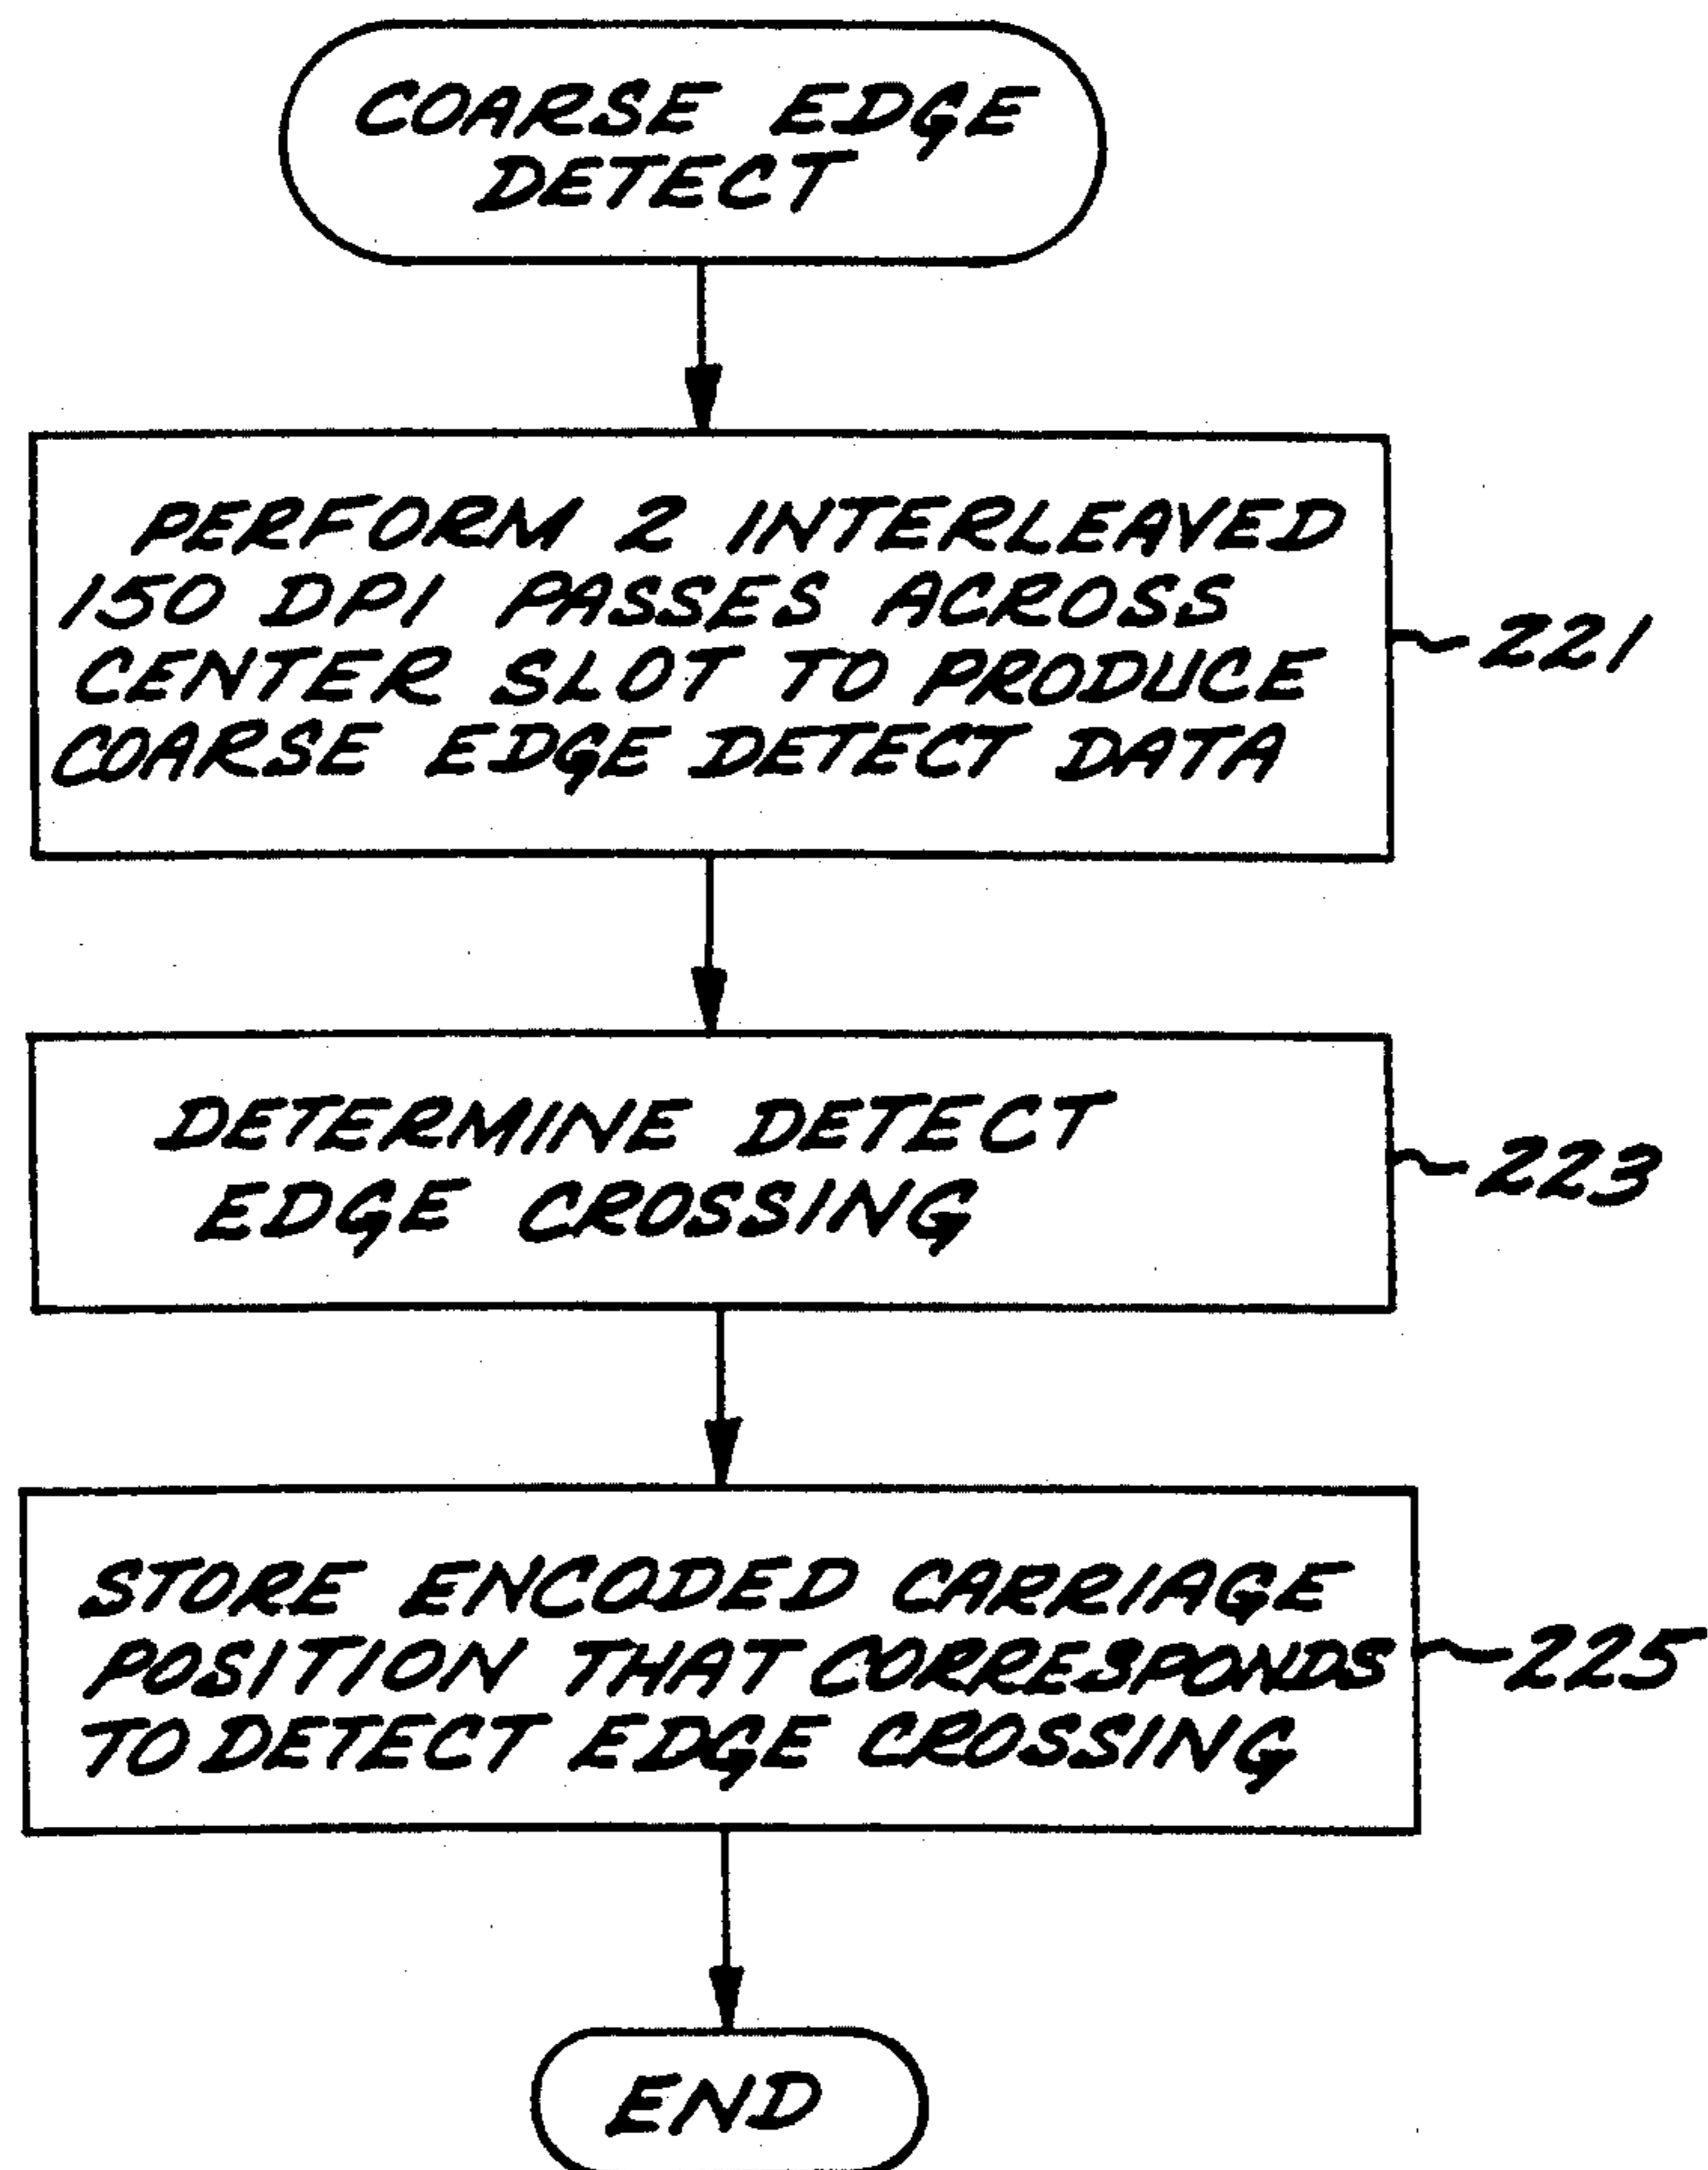 COARSE EDGE
DETECT
PERFORM 2 INTERLEAVED
150 DPI PASSES ACROSS
CENTER SLOT TO PRODUCE
COARSE EDGE DETECT DATA
221
DETERMINE DETECT
EDGE CROSSING
223
STORE ENCODED CARRIAGE
POSITION THAT CORRESPONDS
TO DETECT EDGE CROSSING
225
END